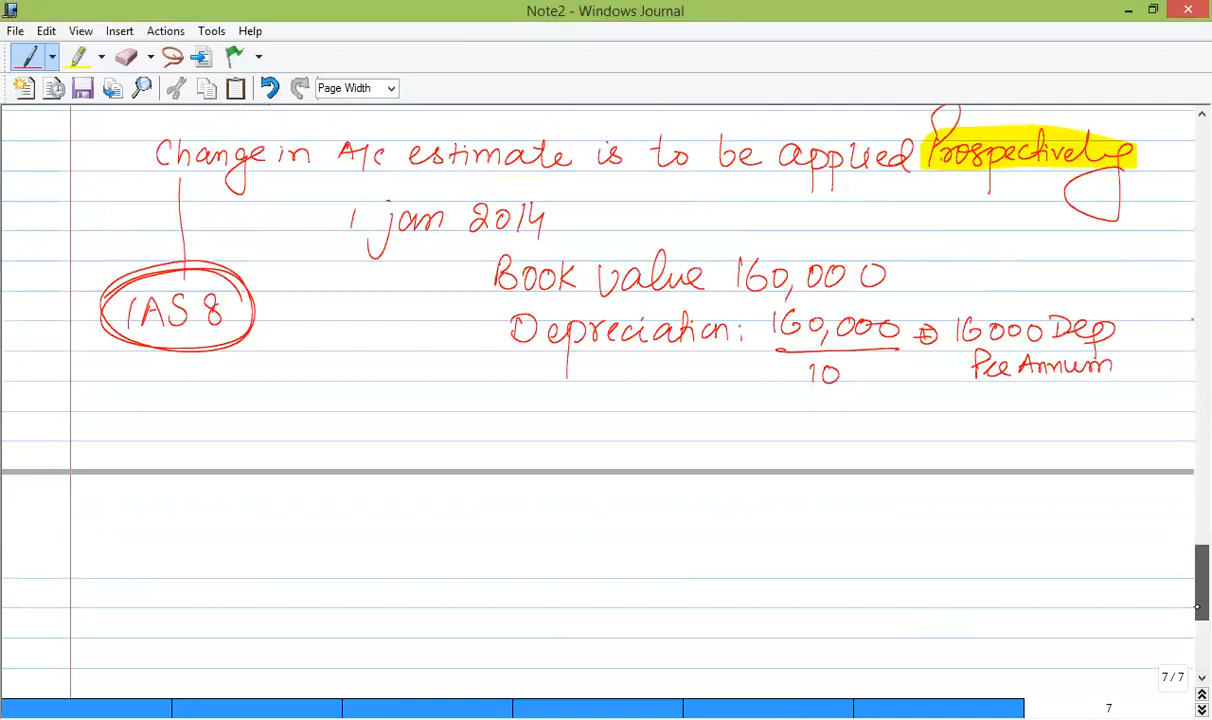 Note2 - Windows Journal
File Edit View Insert Actions Tools Help
Page Width
Change in A/c estimate is to be applied Prospectively
1 jan 2014
Book value 160,000
IAS 8
Depreciation: 160,000 16000 Dep
10 Per Annum
7 / 7
7